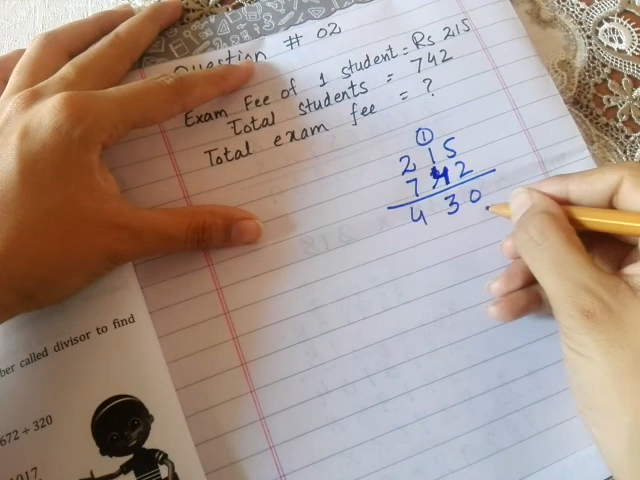 Question # 02
Exam Fee of 1 student = Rs 215
Total students = 742
Total exam fee = ?
①
215
742
430
ber called divisor to find
672 ÷ 320